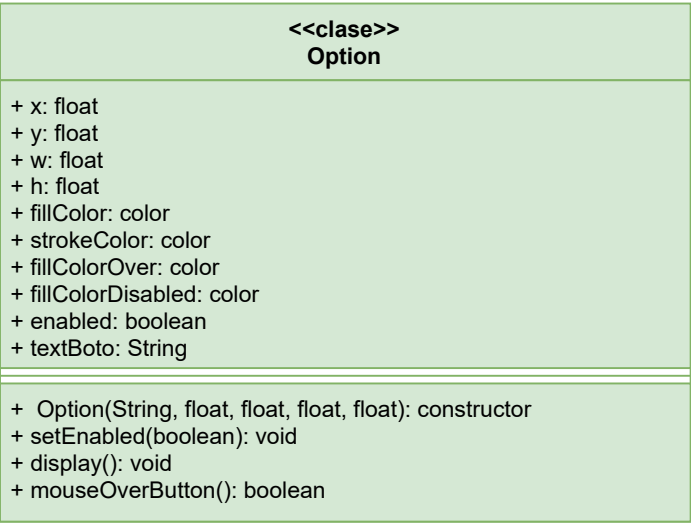 <<clase>>
Option
+ x: float
+ y: float
+ w: float
+ h: float
+ fillColor: color
+ strokeColor: color
+ fillColorOver: color
+ fillColorDisabled: color
+ enabled: boolean
+ textBoto: String
+ Option(String, float, float, float, float): constructor
+ setEnabled(boolean): void
+ display(): void
+ mouseOverButton(): boolean